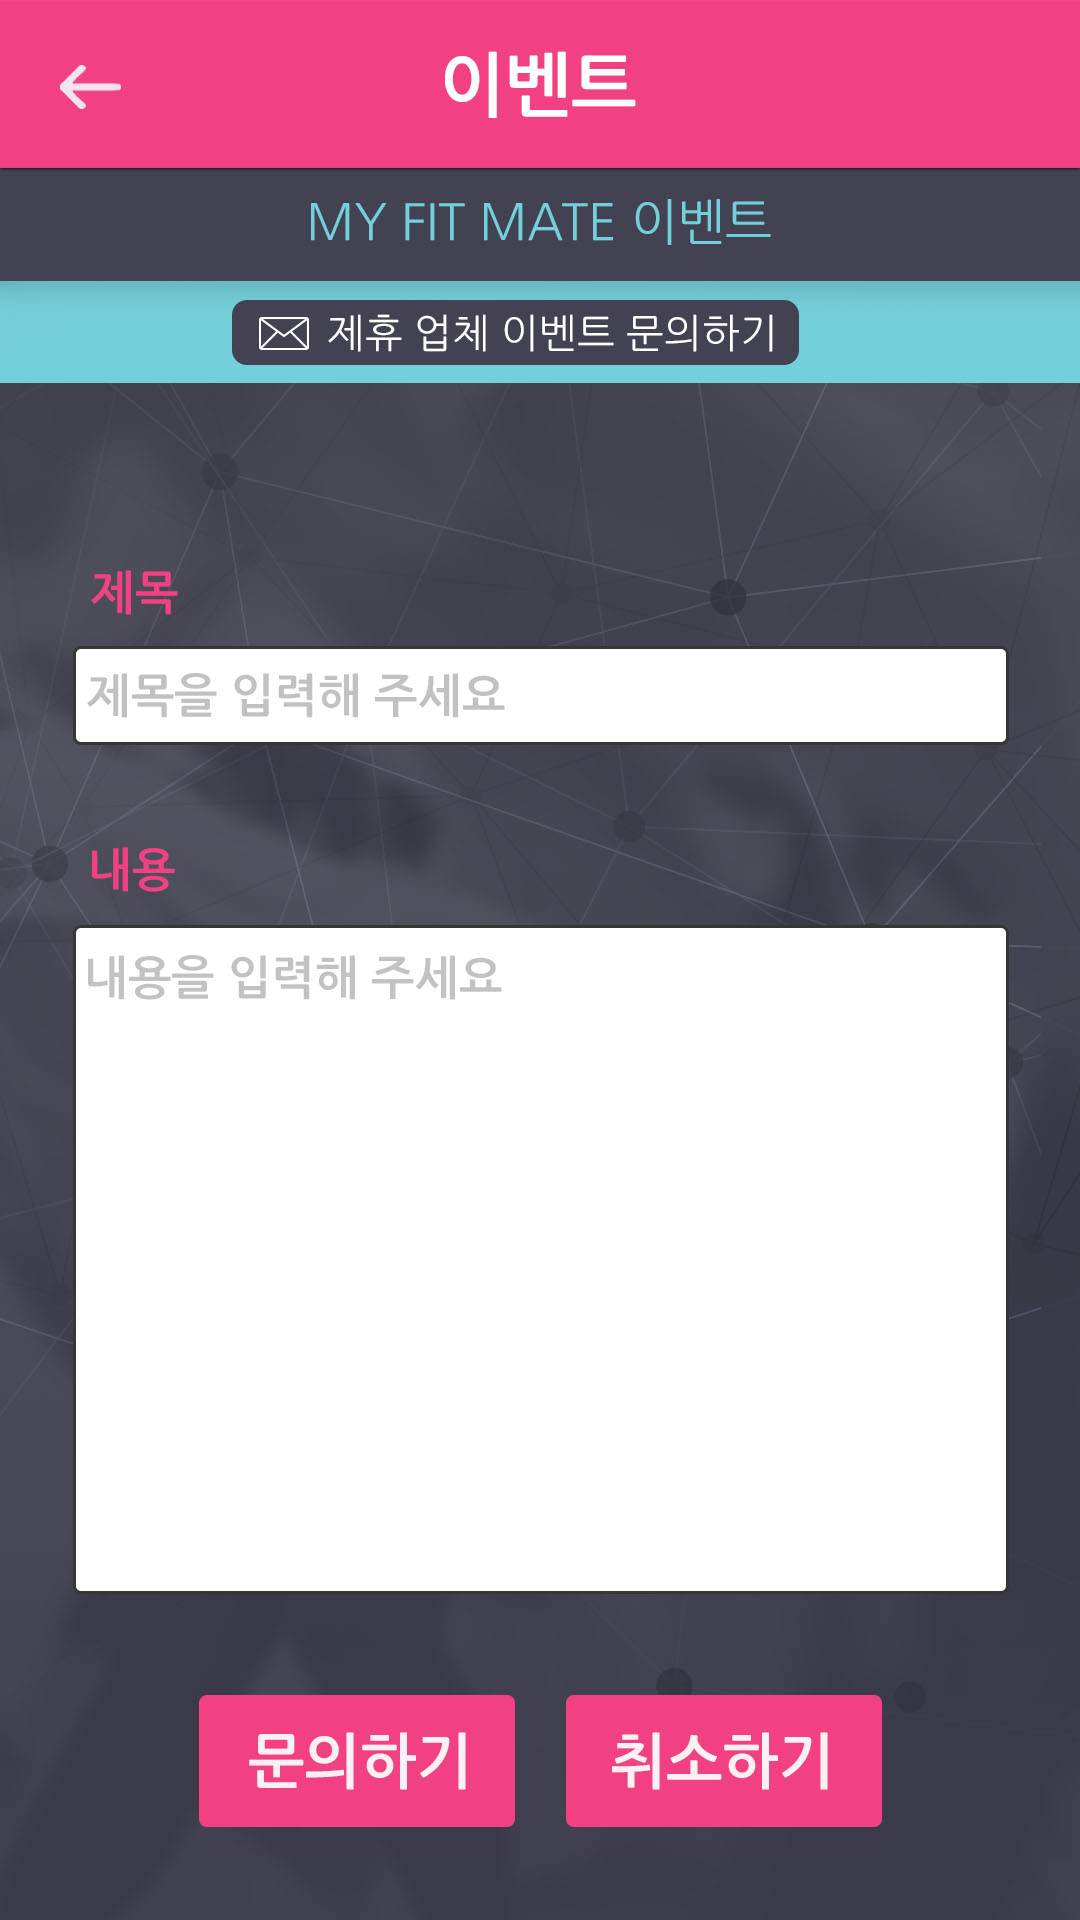 이벤트
MY FIT MATE 이벤트
제휴 업체 이벤트 문의하기
제목
제목을 입력해 주세요
내용
내용을 입력해 주세요
문의하기
취소하기